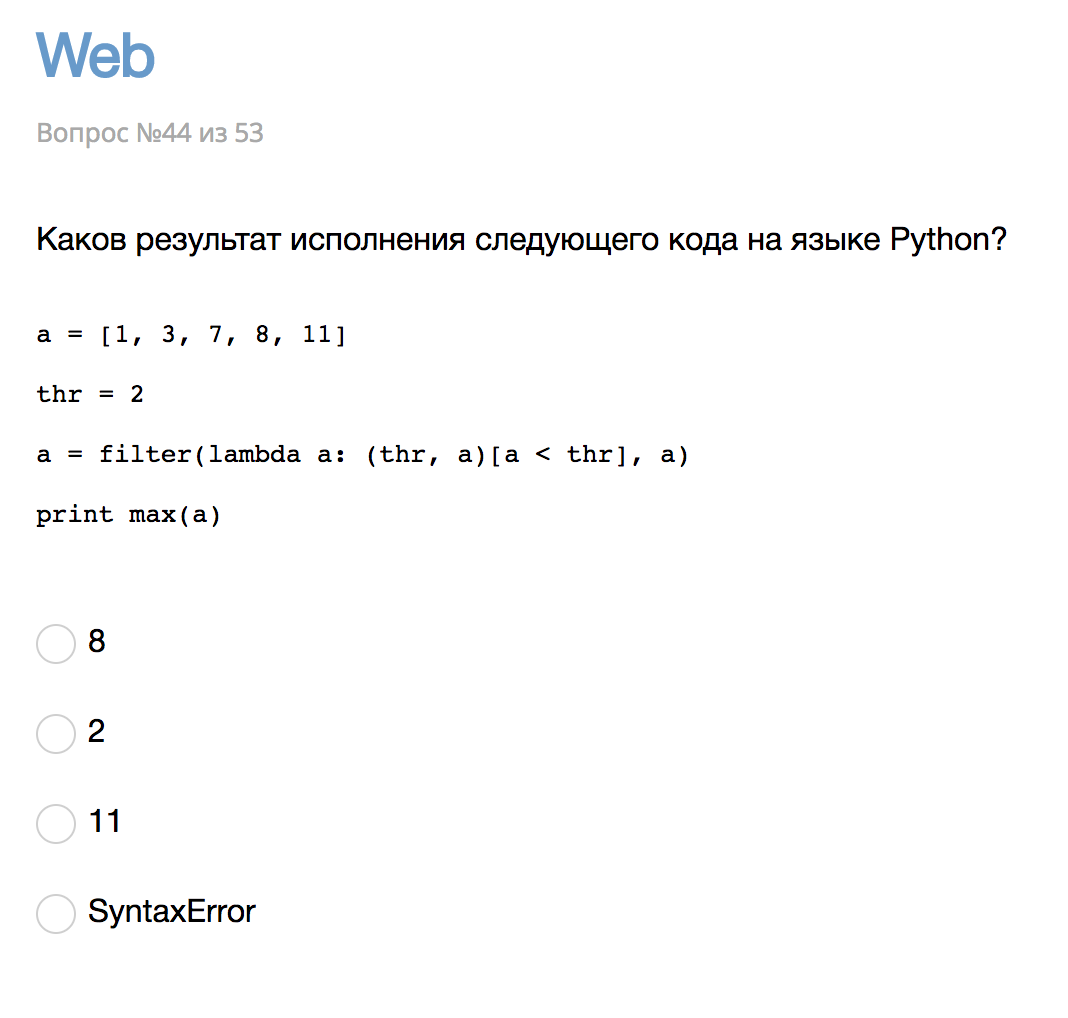 Web
Вопрос №44 из 53
Каков результат исполнения следующего кода на языке Python?
a = [1, 3, 7, 8, 11]
thr = 2
a = filter(lambda a: (thr, a)[a < thr], a)
print max(a)
8
2
11
SyntaxError